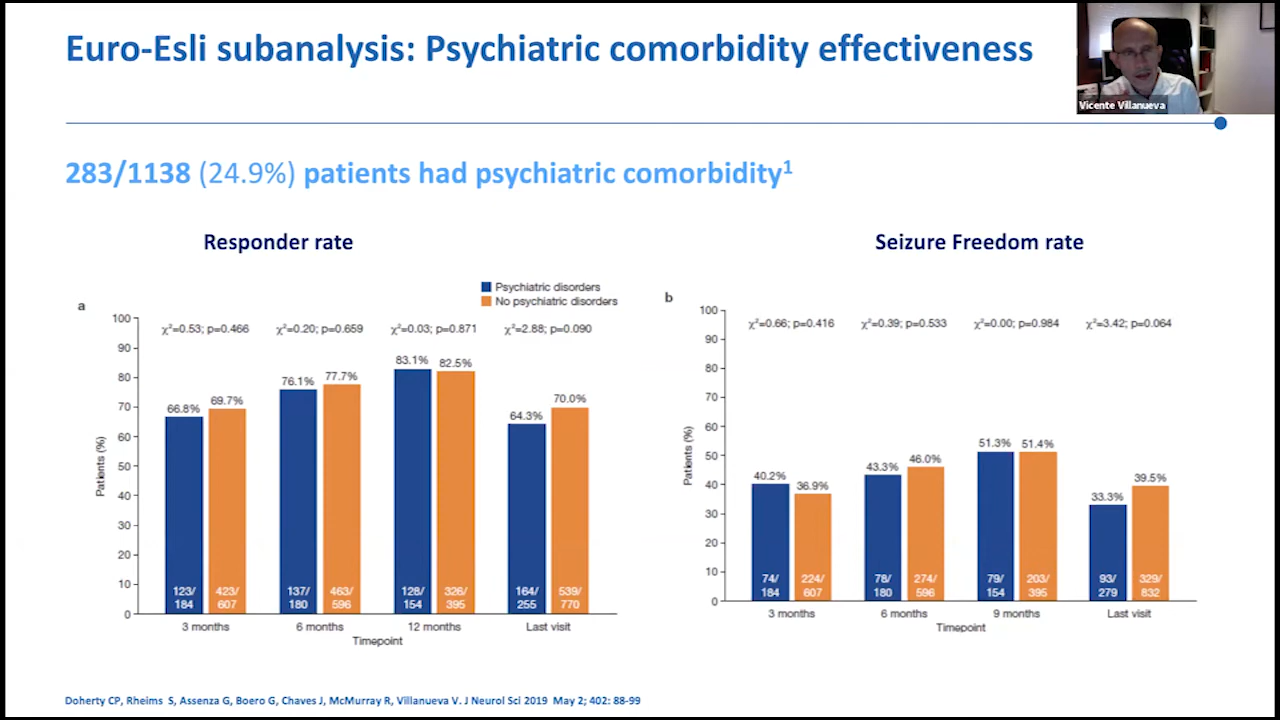 Euro-Esli subanalysis: Psychiatric comorbidity effectiveness
Vicente Villanueva
283/1138 (24.9%) patients had psychiatric comorbidity¹
Responder rate
a
Psychiatric disorders
No psychiatric disorders
χ²=0.53; p=0.466 χ²=0.20; p=0.659 χ²=0.03; p=0.871 χ²=2.88; p=0.090
Patients (%)
100
90
80
70
60
50
40
30
20
10
0
66.8% 69.7% 76.1% 77.7% 83.1% 82.5% 64.3% 70.0%
123/ 423/ 137/ 463/ 128/ 326/ 164/ 539/
184 607 180 596 154 395 255 770
3 months 6 months 12 months Last visit
Timepoint
Seizure Freedom rate
b
χ²=0.66; p=0.416 χ²=0.39; p=0.533 χ²=0.00; p=0.984 χ²=3.42; p=0.064
Patients (%)
100
90
80
70
60
50
40
30
20
10
0
40.2% 36.9% 43.3% 46.0% 51.3% 51.4% 33.3% 39.5%
74/ 224/ 78/ 274/ 79/ 203/ 93/ 329/
184 607 180 596 154 395 279 832
3 months 6 months 9 months Last visit
Timepoint
Doherty CP, Rheims S, Assenza G, Boero G, Chaves J, McMurray R, Villanueva V. J Neurol Sci 2019 May 2; 402: 88-99